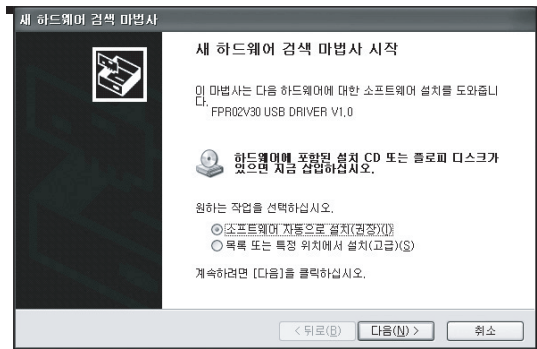 새 하드웨어 검색 마법사
새 하드웨어 검색 마법사 시작
이 마법사는 다음 하드웨어에 대한 소프트웨어 설치를 도와줍니
다.
FPR02V30 USB DRIVER V1.0
하드웨어에 포함된 설치 CD 또는 플로피 디스크가
있으면 지금 삽입하십시오.
원하는 작업을 선택하십시오.
소프트웨어 자동으로 설치(권장)(I)
목록 또는 특정 위치에서 설치(고급)(S)
계속하려면 [다음]을 클릭하십시오.
< 뒤로(B) 다음(N) > 취소